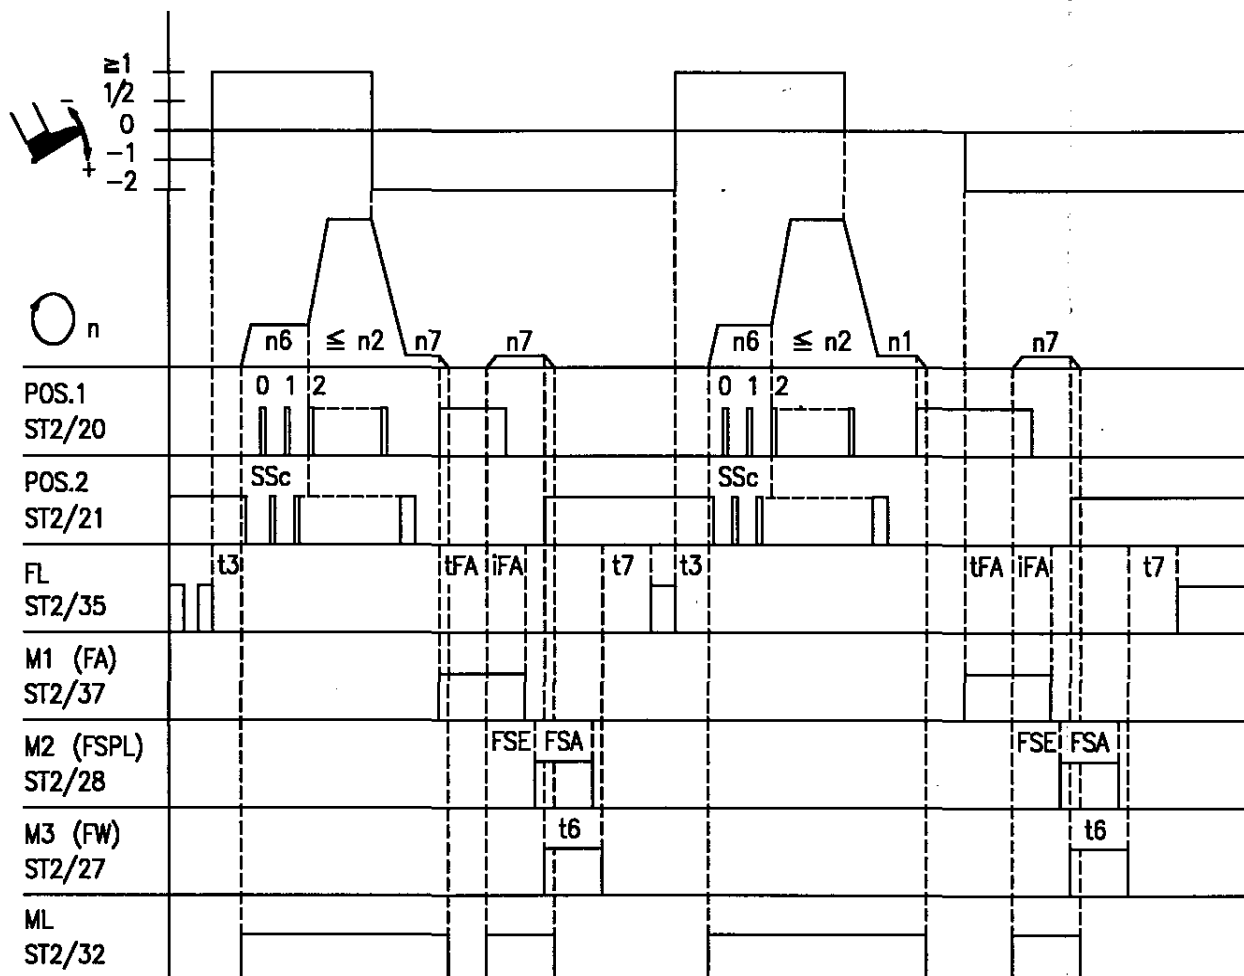 ≥1
1/2
-
0
-1
+
-2
n
n6 ≦ n2 n7 n7 n6 ≦ n2 n1 n7
POS.1 0 1 2 0 1 2
ST2/20
POS.2 SSc SSc
ST2/21
FL t3 tFA iFA t7 t3 tFA iFA t7
ST2/35
M1 (FA)
ST2/37
M2 (FSPL) FSE FSA FSE FSA
ST2/28
M3 (FW) t6 t6
ST2/27
ML
ST2/32